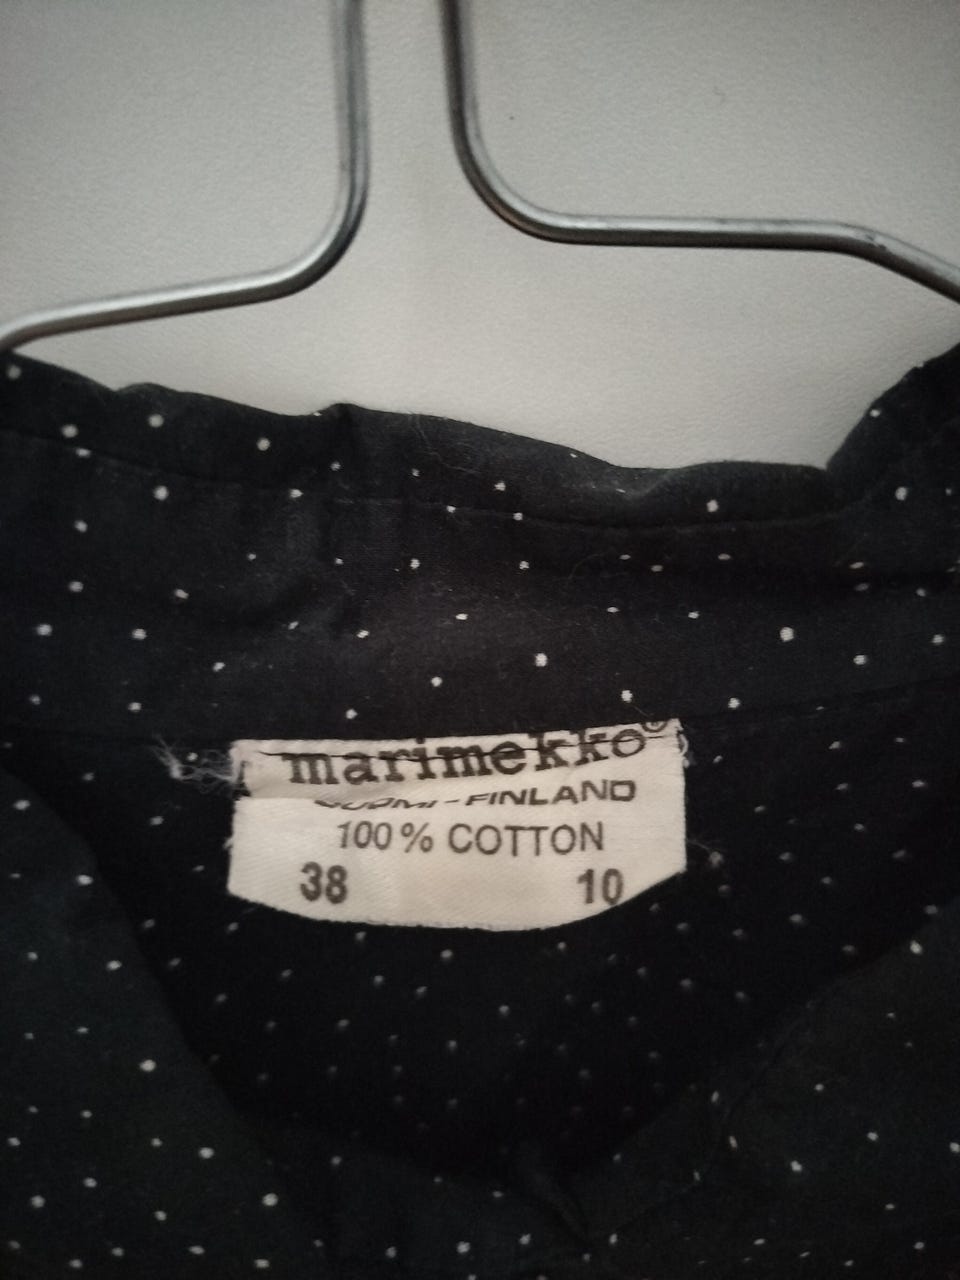 marimekko®
SUOMI-FINLAND
100% COTTON
38 10